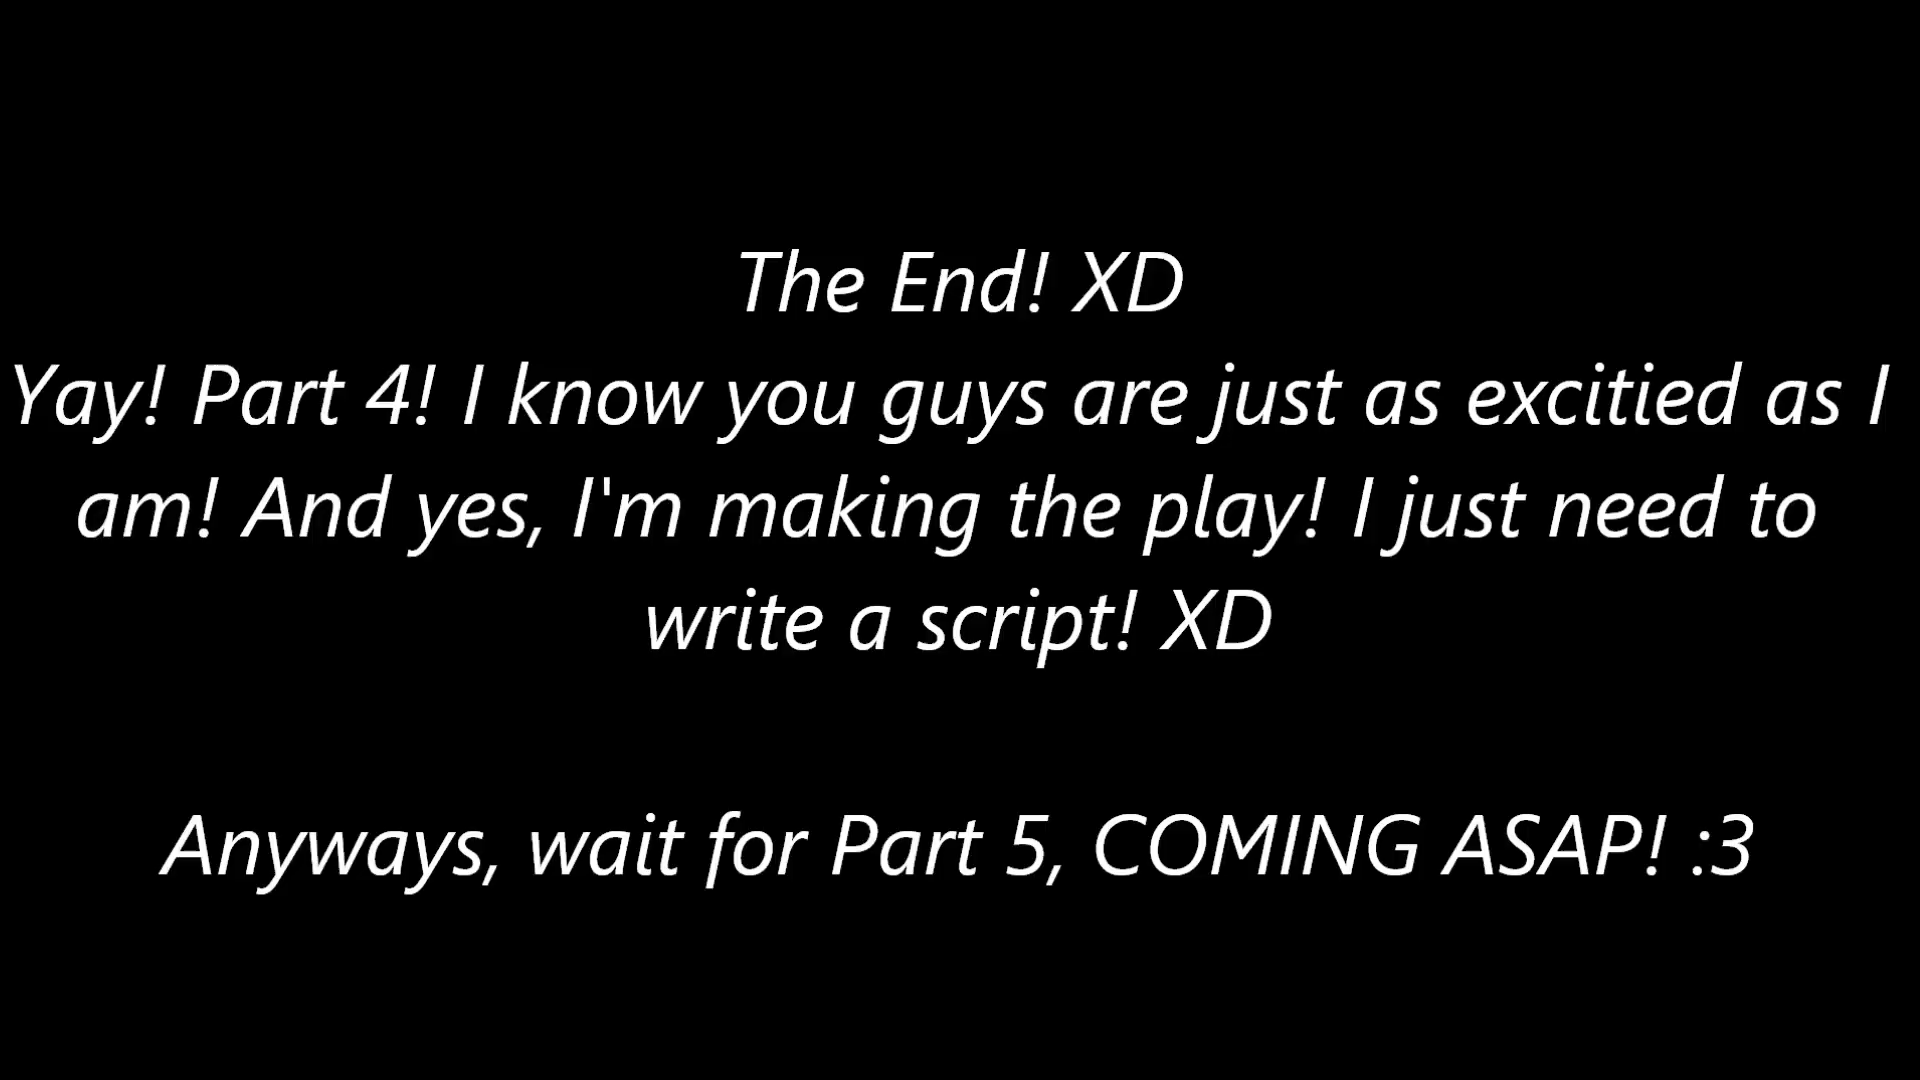 The End! XD
Yay! Part 4! I know you guys are just as excitied as I
am! And yes, I'm making the play! I just need to
write a script! XD
Anyways, wait for Part 5, COMING ASAP! :3